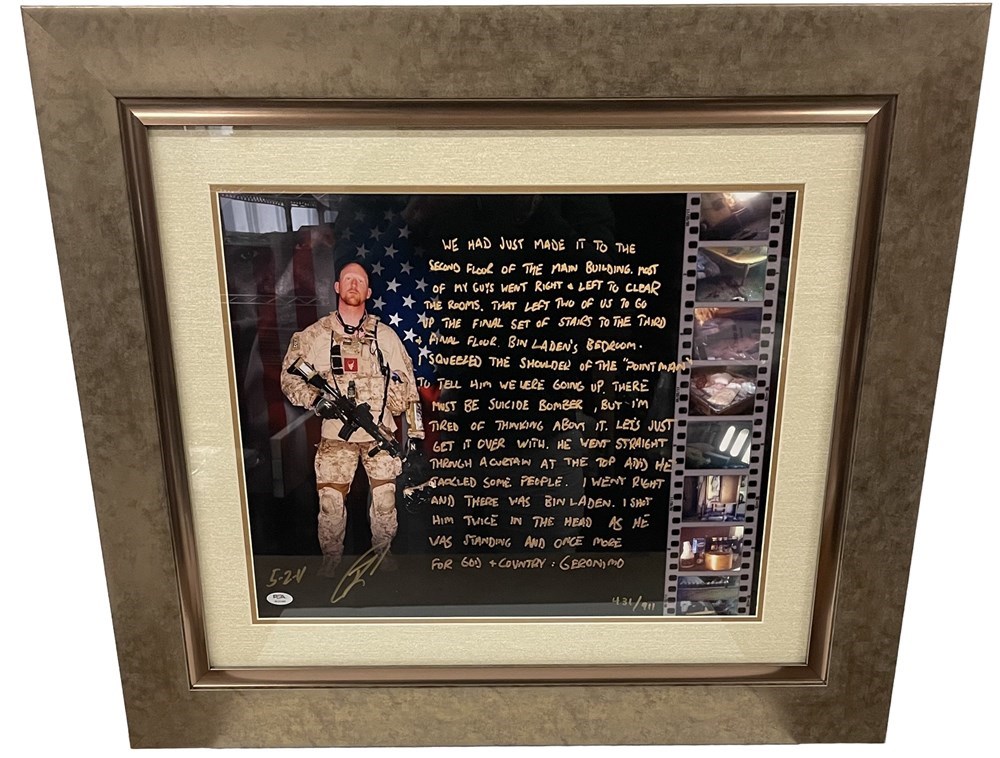 WE HAD JUST MADE IT TO THE
SECOND FLOOR OF THE MAIN BUILDING. MOST
OF MY GUYS WENT RIGHT & LEFT TO CLEAR
THE ROOMS. THAT LEFT TWO OF US TO GO
UP THE FINAL SET OF STAIRS TO THE THIRD
+ FINAL FLOOR. BIN LADEN'S BEDROOM.
I SQUEEZED THE SHOULDER OF THE "POINT MAN"
TO TELL HIM WE WERE GOING UP. THERE
MUST BE SUICIDE BOMBER, BUT I'M
TIRED OF THINKING ABOUT IT. LET'S JUST
GET IT OVER WITH. HE WENT STRAIGHT
THROUGH A CURTAIN AT THE TOP AND HE
TACKLED SOME PEOPLE. I WENT RIGHT
AND THERE WAS BIN LADEN. I SHOT
HIM TWICE IN THE HEAD AS HE
WAS STANDING AND ONCE MORE
FOR GOD + COUNTRY: GERONIMO
5-2-11
PSA
431/911